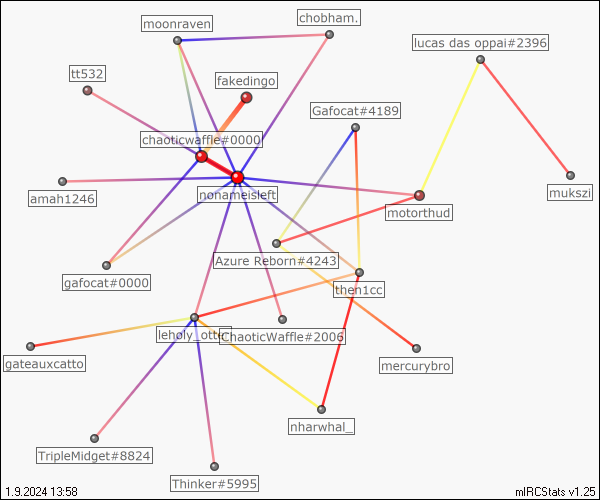 chobham.
moonraven
lucas das oppai#2396
tt532
fakedingo
Gafocat#4189
chaoticwaffle#0000
mukszi
amah1246
nonameisleft
motorthud
Azure Reborn#4243
gafocat#0000
then1cc
ChaoticWaffle#2006
gateauxcatto
mercurybro
nharwhal_
TripleMidget#8824
Thinker#5995
1.9.2024 13:58
mIRCStats v1.25